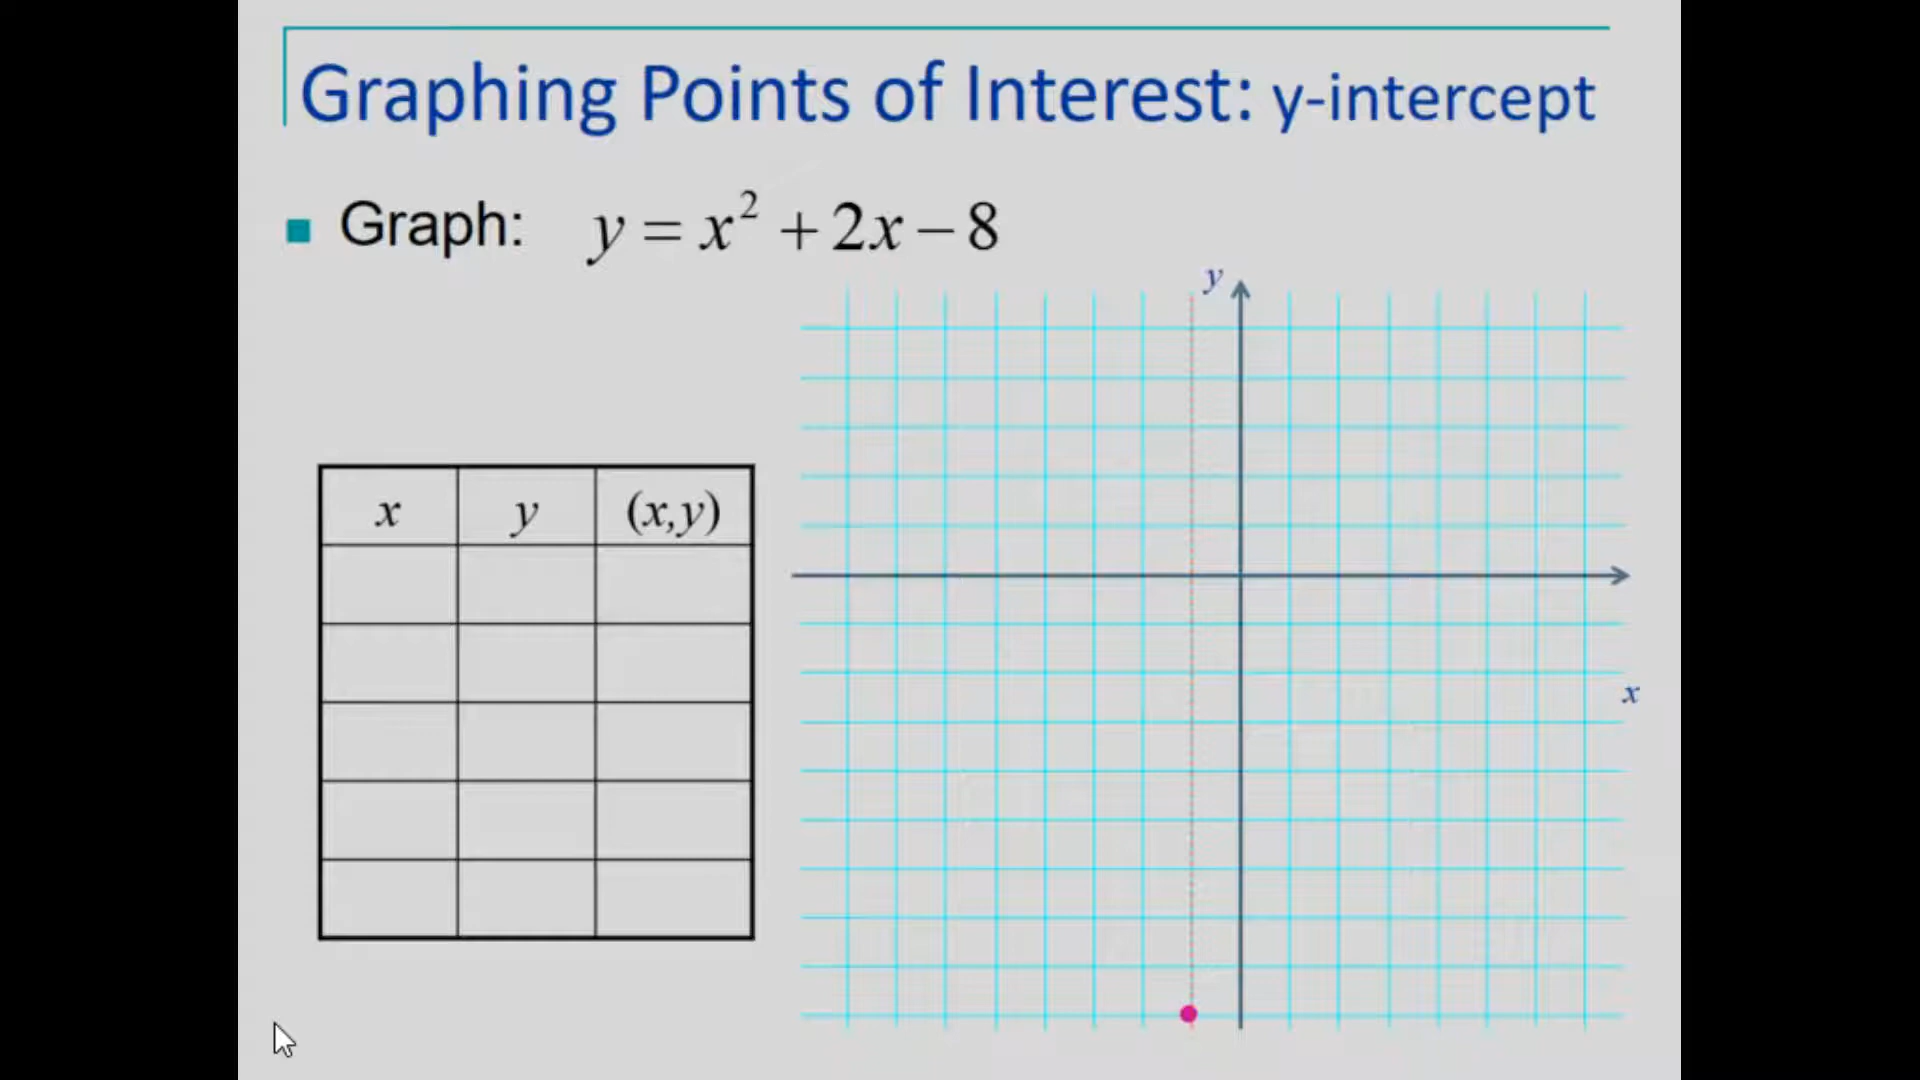 Graphing Points of Interest: y-intercept
Graph: y = x² + 2x − 8
y
x y (x,y)
x